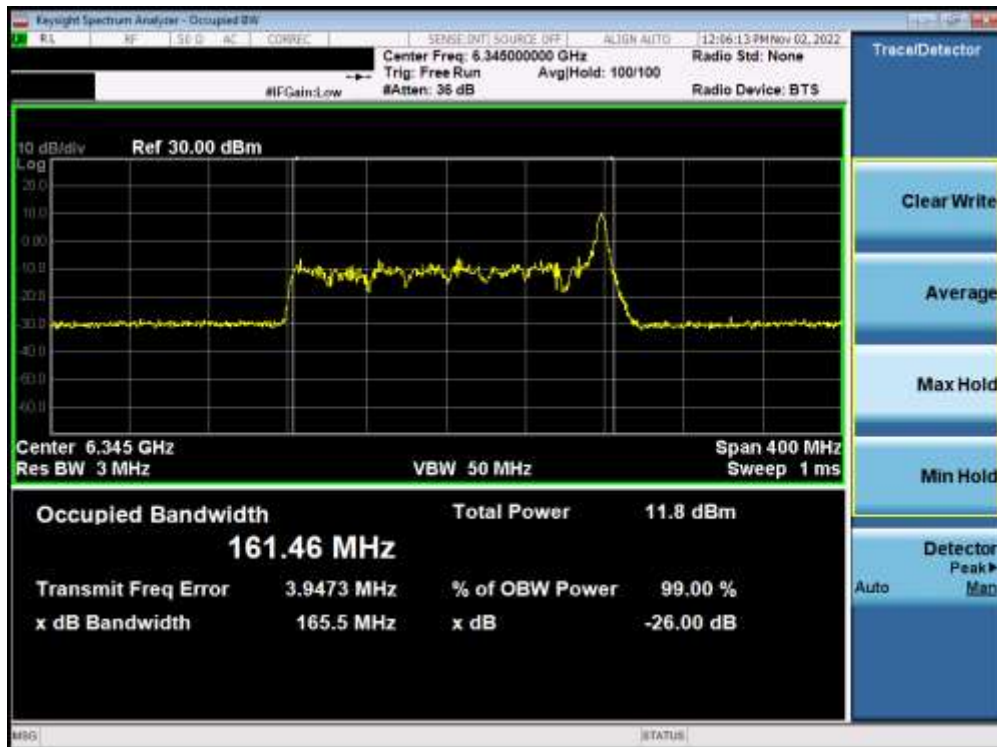 Keysight Spectrum Analyzer - Occupied BW
RL RF 50 Ω AC CORREC SENSE:INT SOURCE OFF ALIGN AUTO 12:06:13 PM Nov 02, 2022
Center Freq: 6.345000000 GHz Radio Std: None
Trig: Free Run Avg|Hold: 100/100
#IFGain:Low #Atten: 36 dB Radio Device: BTS
Trace/Detector
10 dB/div Ref 30.00 dBm
Log
20.0
10.0
0.00
-10.0
-20.0
-30.0
-40.0
-50.0
-60.0
Center 6.345 GHz Span 400 MHz
Res BW 3 MHz VBW 50 MHz Sweep 1 ms
Occupied Bandwidth Total Power 11.8 dBm
161.46 MHz
Transmit Freq Error 3.9473 MHz % of OBW Power 99.00 %
x dB Bandwidth 165.5 MHz x dB -26.00 dB
Clear Write
Average
Max Hold
Min Hold
Detector
Peak▶
Auto Man
MSG STATUS